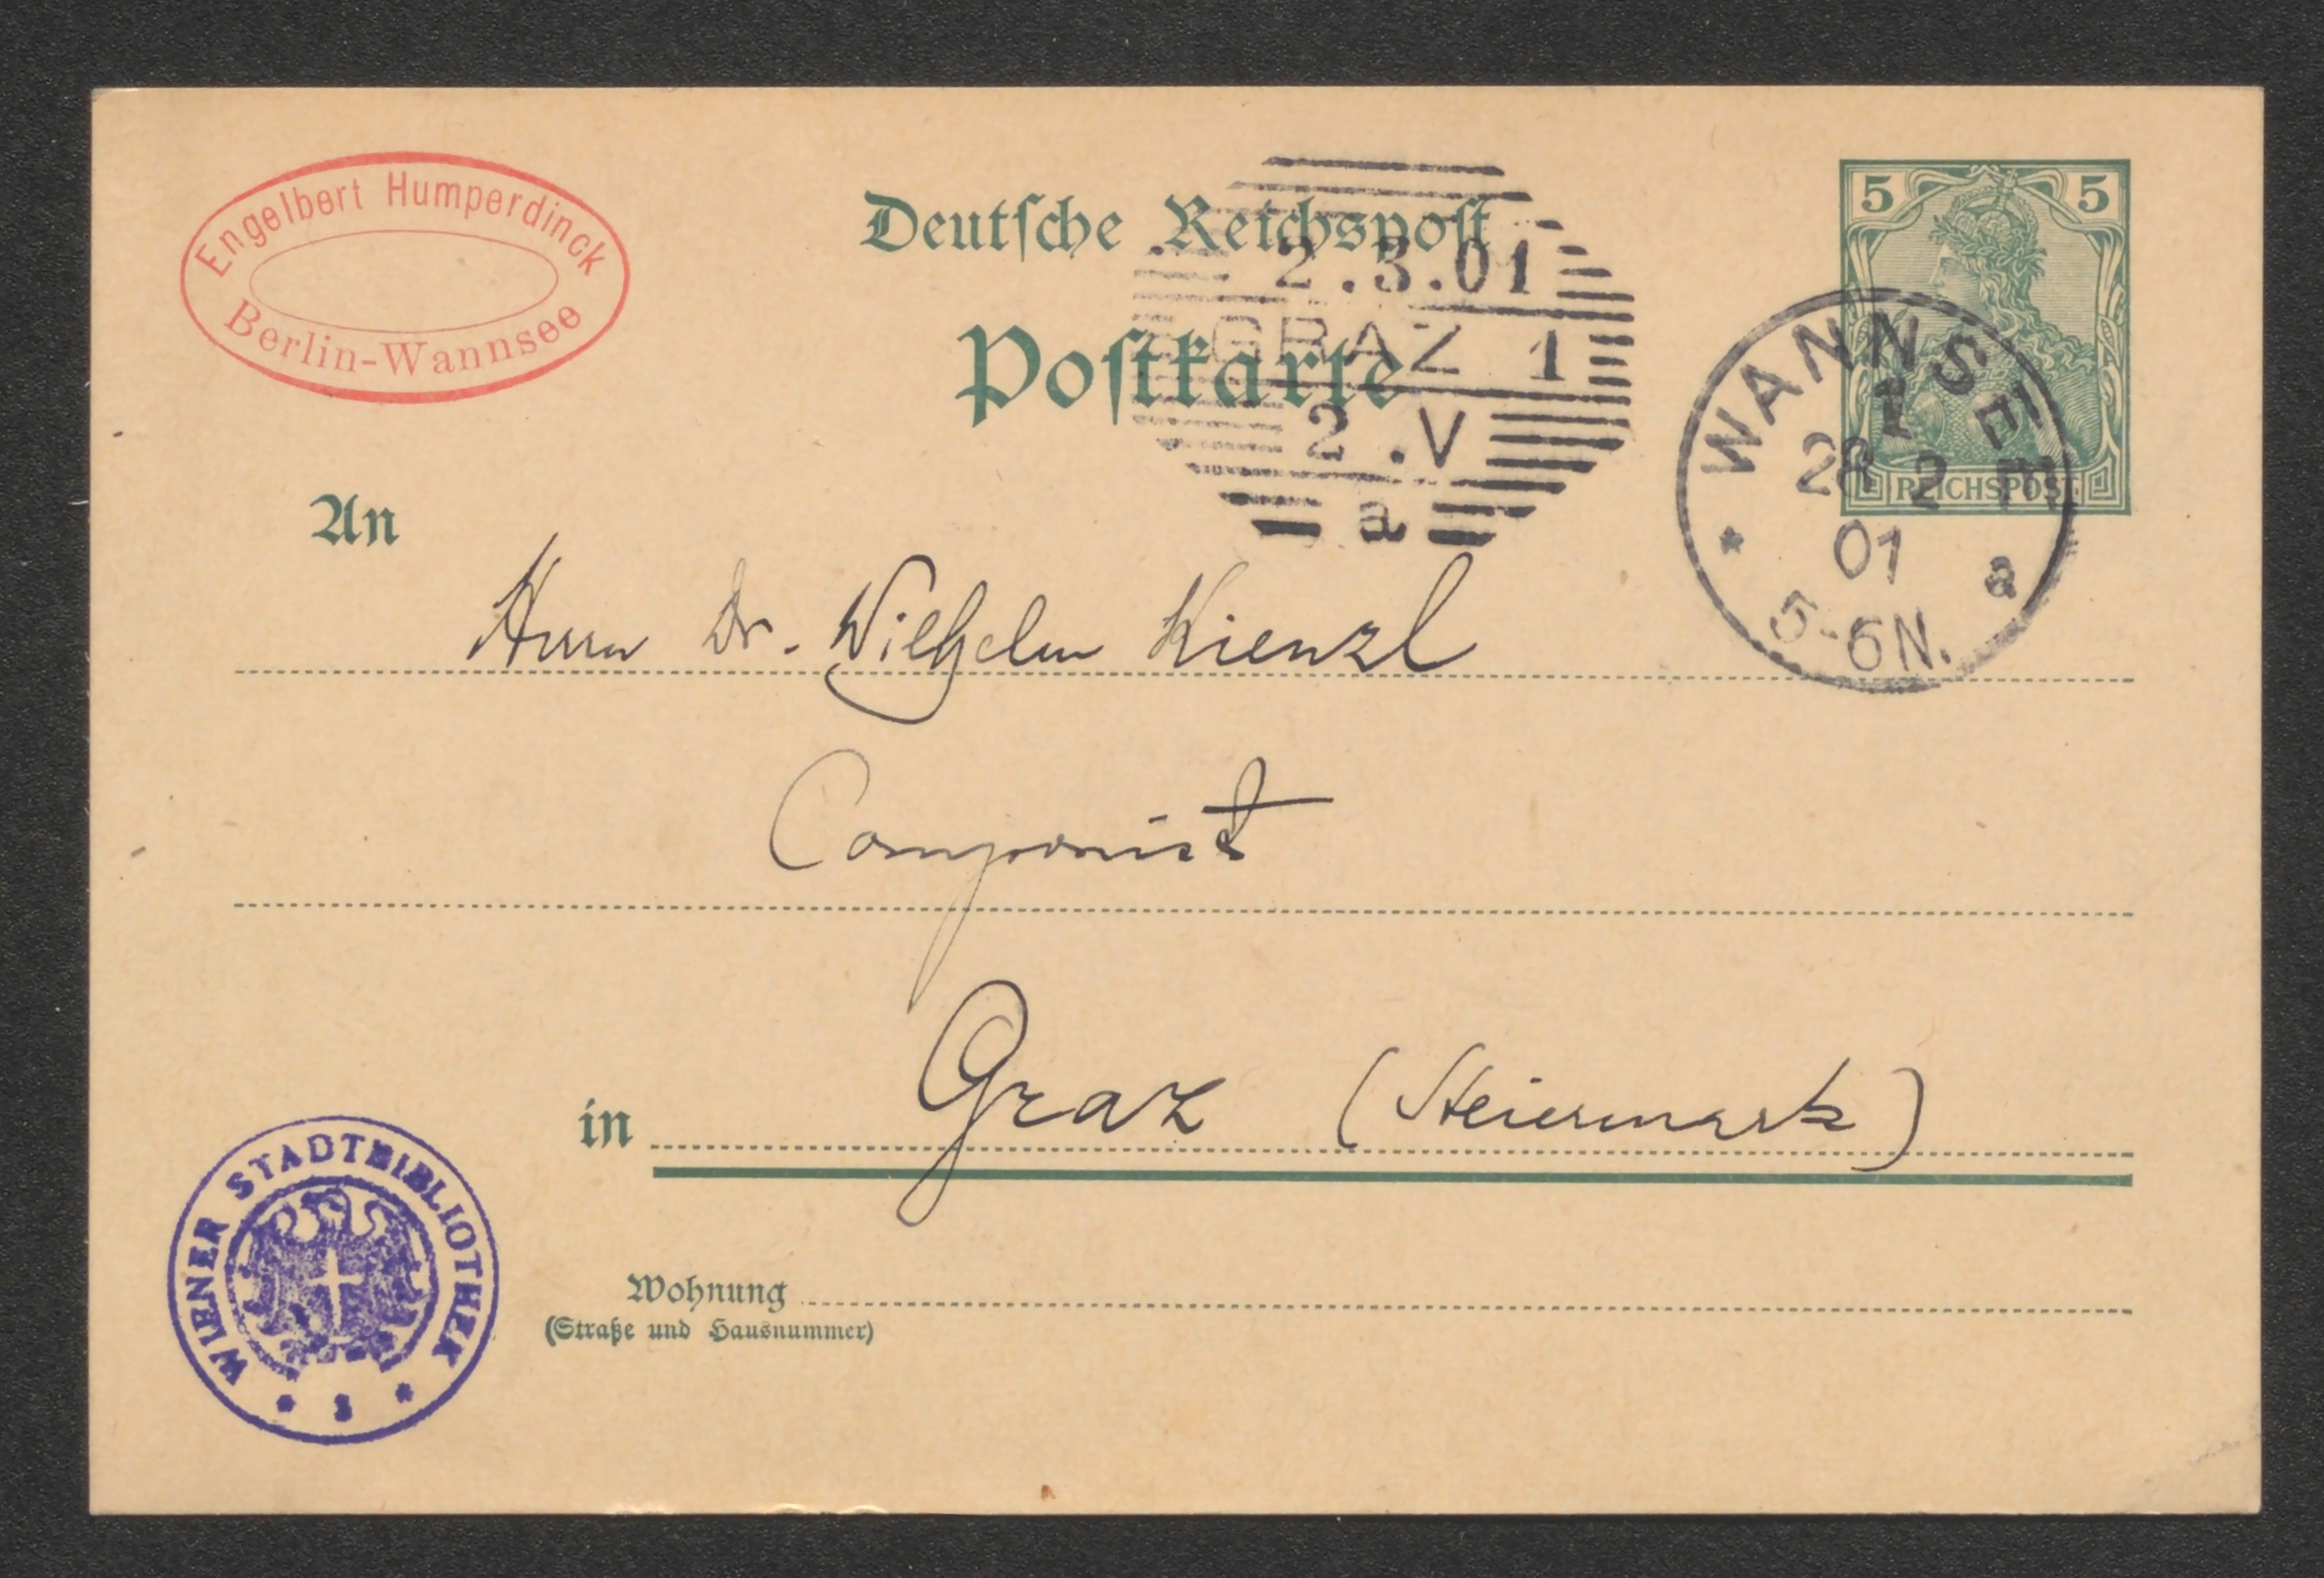 Engelbert Humperdinck
Berlin-Wannsee
Deutsche Reichspost
Postkarte
2.3.01
GRAZ 1
2.V
a
5 5
REICHSPOST
WANNSEE
28 2
01
a
5-6N.
An
Herrn Dr. Wilhelm Kienzl
Componist
in Graz (Steiermark)
Wohnung
(Straße und Hausnummer)
WIENER STADTBIBLIOTHEK